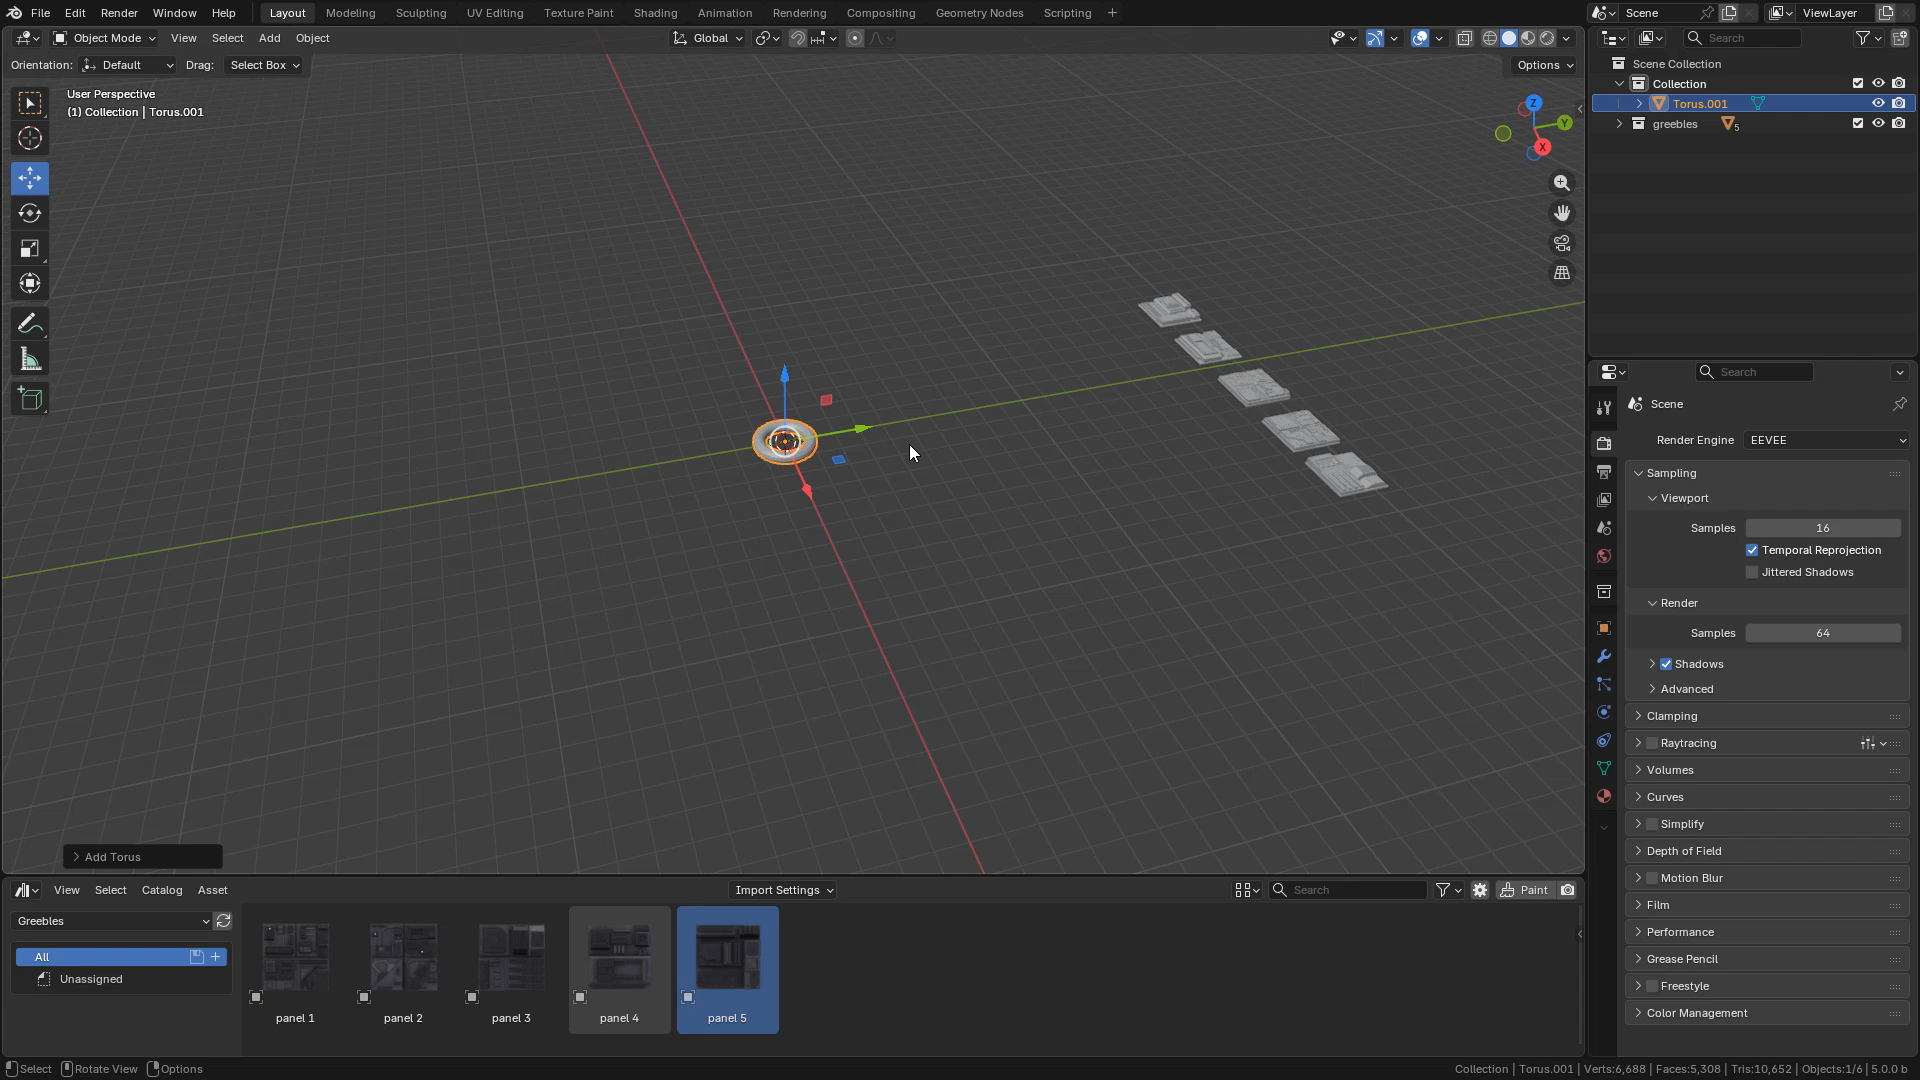 File Edit Render Window Help Layout Modeling Sculpting UV Editing Texture Paint Shading Animation Rendering Compositing Geometry Nodes Scripting + Scene ViewLayer
Object Mode View Select Add Object Global Options
Orientation: Default Drag: Select Box
User Perspective
(1) Collection | Torus.001
Z
Y
X
Add Torus
Search
Scene Collection
Collection
Torus.001
greebles 5
Search
Scene
Render Engine EEVEE
Sampling
Viewport
Samples 16
Temporal Reprojection
Jittered Shadows
Render
Samples 64
Shadows
Advanced
Clamping
Raytracing
Volumes
Curves
Simplify
Depth of Field
Motion Blur
Film
Performance
Grease Pencil
Freestyle
Color Management
View Select Catalog Asset Import Settings Search Paint
Greebles
All
Unassigned
panel 1 panel 2 panel 3 panel 4 panel 5
Select Rotate View Options Collection | Torus.001 | Verts:6,688 | Faces:5,308 | Tris:10,652 | Objects:1/6 | 5.0.0 b